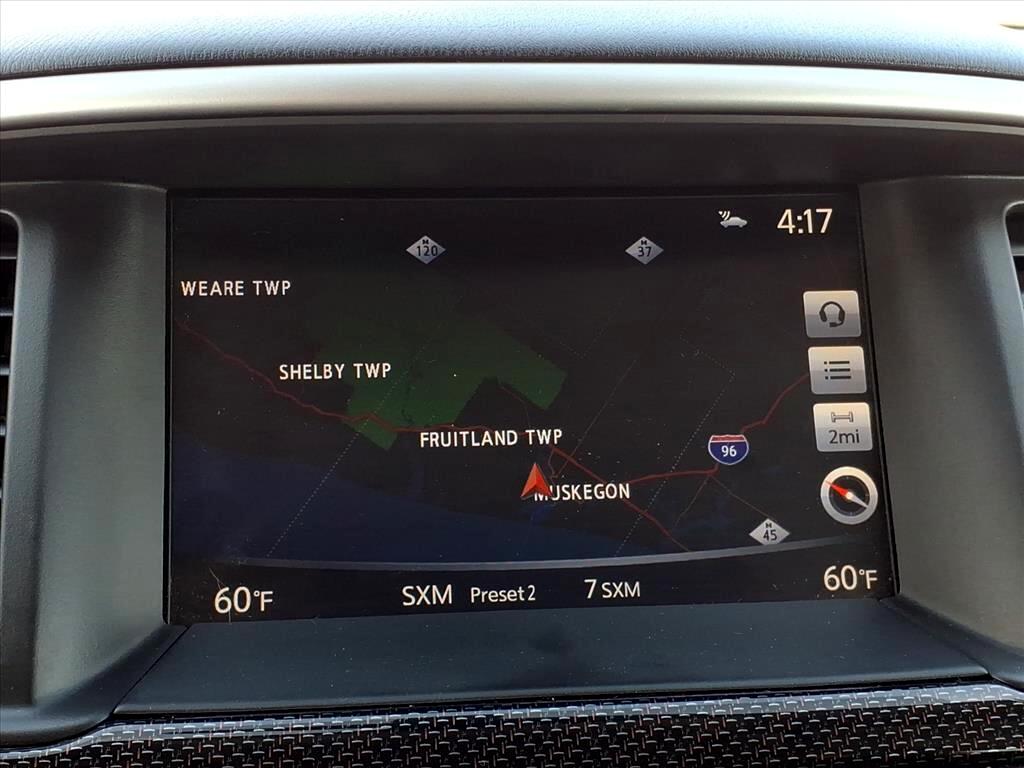 4:17
M
120
M
37
WEARE TWP
SHELBY TWP
FRUITLAND TWP
96
2mi
MUSKEGON
M
45
60°F
SXM Preset 2 7 SXM
60°F